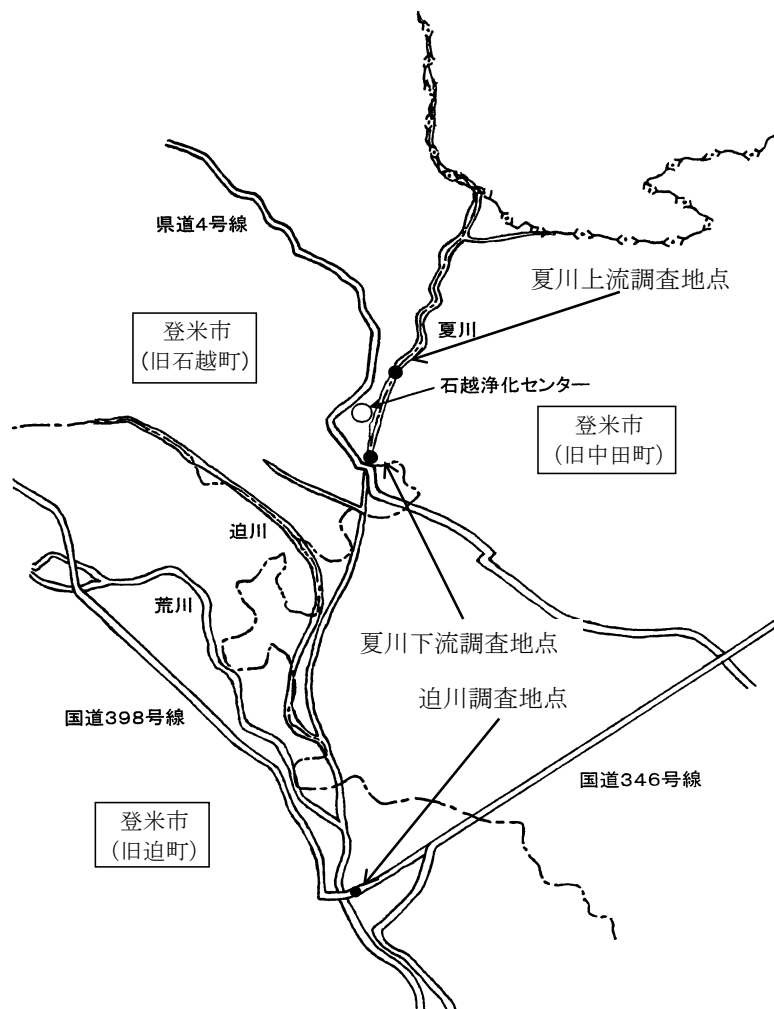 県道4号線
夏川上流調査地点
夏川
登米市
(旧石越町)
石越浄化センター
登米市
(旧中田町)
迫川
荒川
夏川下流調査地点
迫川調査地点
国道398号線
国道346号線
登米市
(旧迫町)